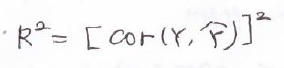 R² = [cor(Y, Ŷ)]²